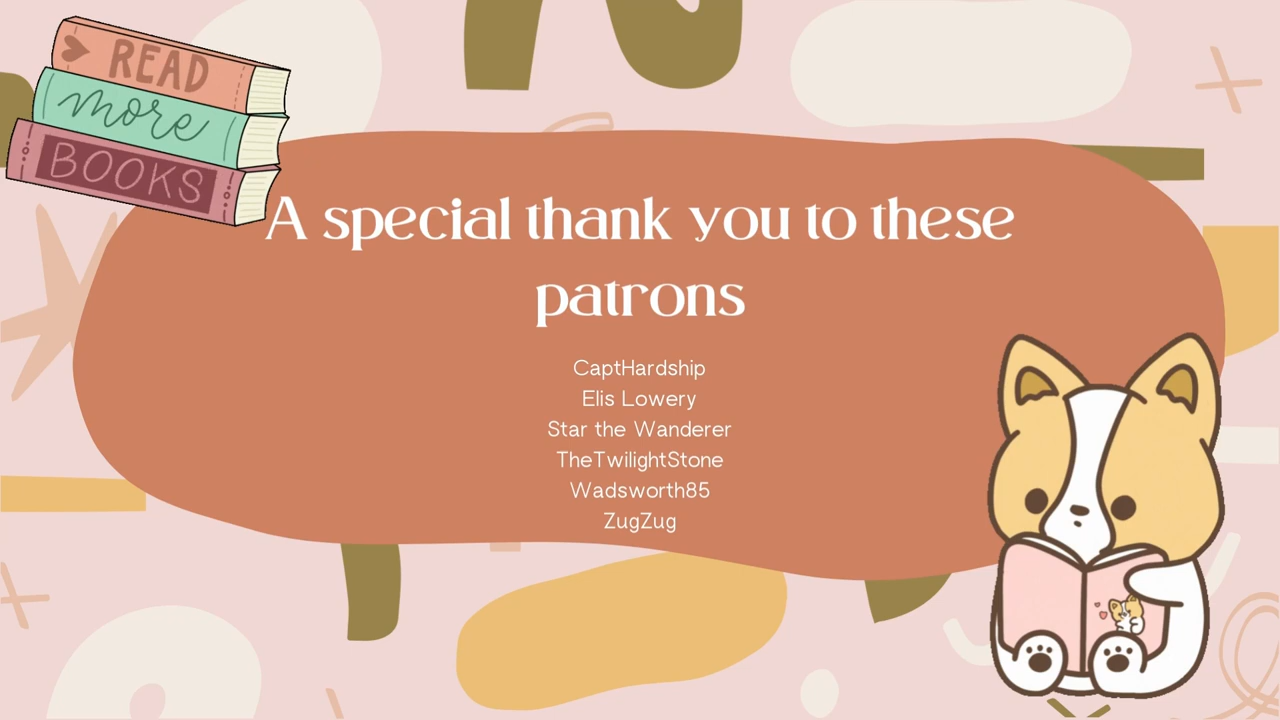 READ
more
BOOKS
A special thank you to these
patrons
CaptHardship
Elis Lowery
Star the Wanderer
TheTwilightStone
Wadsworth85
ZugZug